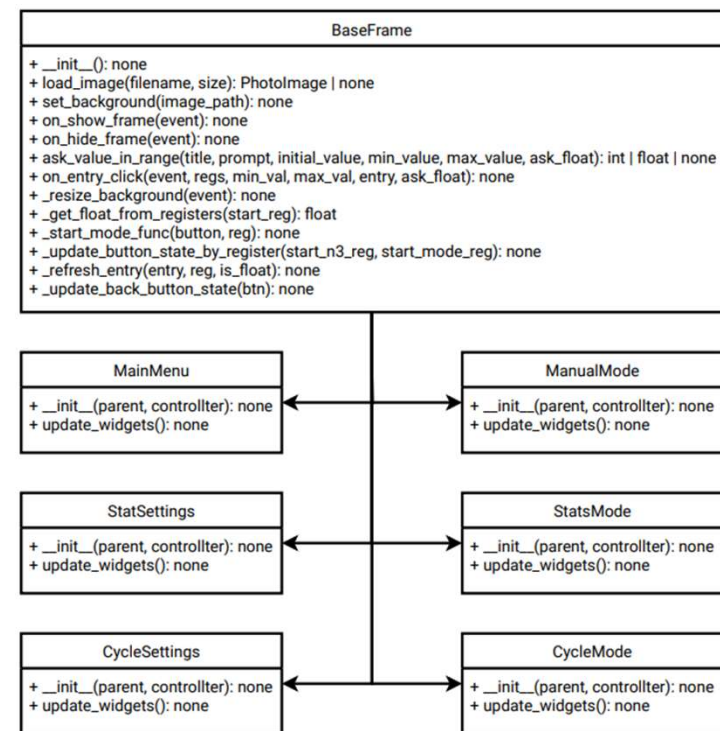 BaseFrame
+ __init__(): none
+ load_image(filename, size): PhotoImage | none
+ set_background(image_path): none
+ on_show_frame(event): none
+ on_hide_frame(event): none
+ ask_value_in_range(title, prompt, initial_value, min_value, max_value, ask_float): int | float | none
+ on_entry_click(event, regs, min_val, max_val, entry, ask_float): none
+ _resize_background(event): none
+ _get_float_from_registers(start_reg): float
+ _start_mode_func(button, reg): none
+ _update_button_state_by_register(start_n3_reg, start_mode_reg): none
+ _refresh_entry(entry, reg, is_float): none
+ _update_back_button_state(btn): none
MainMenu
+ __init__(parent, controllter): none
+ update_widgets(): none
ManualMode
+ __init__(parent, controllter): none
+ update_widgets(): none
StatSettings
+ __init__(parent, controllter): none
+ update_widgets(): none
StatsMode
+ __init__(parent, controllter): none
+ update_widgets(): none
CycleSettings
+ __init__(parent, controllter): none
+ update_widgets(): none
CycleMode
+ __init__(parent, controllter): none
+ update_widgets(): none